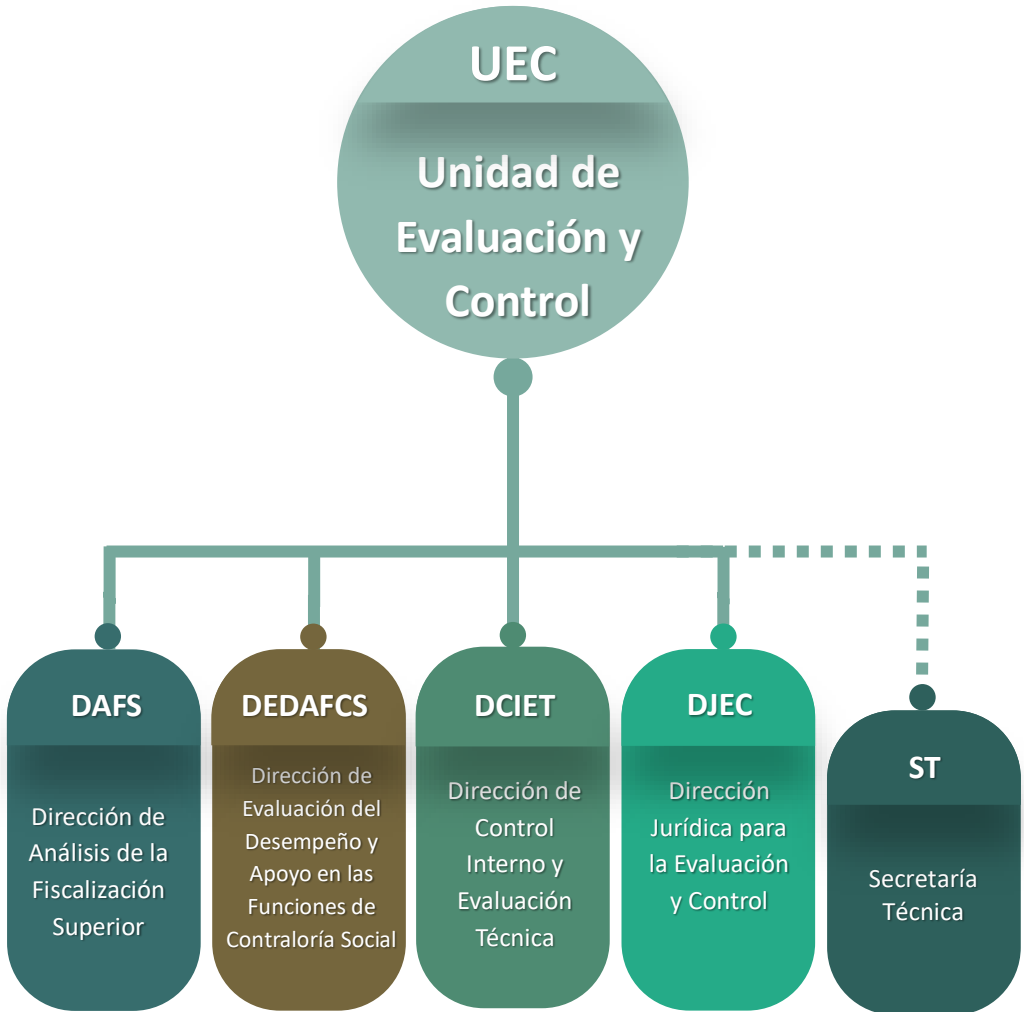 UEC
Unidad de
Evaluación y
Control
DAFS
Dirección de
Análisis de la
Fiscalización
Superior
DEDAFCS
Dirección de
Evaluación del
Desempeño y
Apoyo en las
Funciones de
Contraloría Social
DCIET
Dirección de
Control
Interno y
Evaluación
Técnica
DJEC
Dirección
Jurídica para
la Evaluación
y Control
ST
Secretaría
Técnica